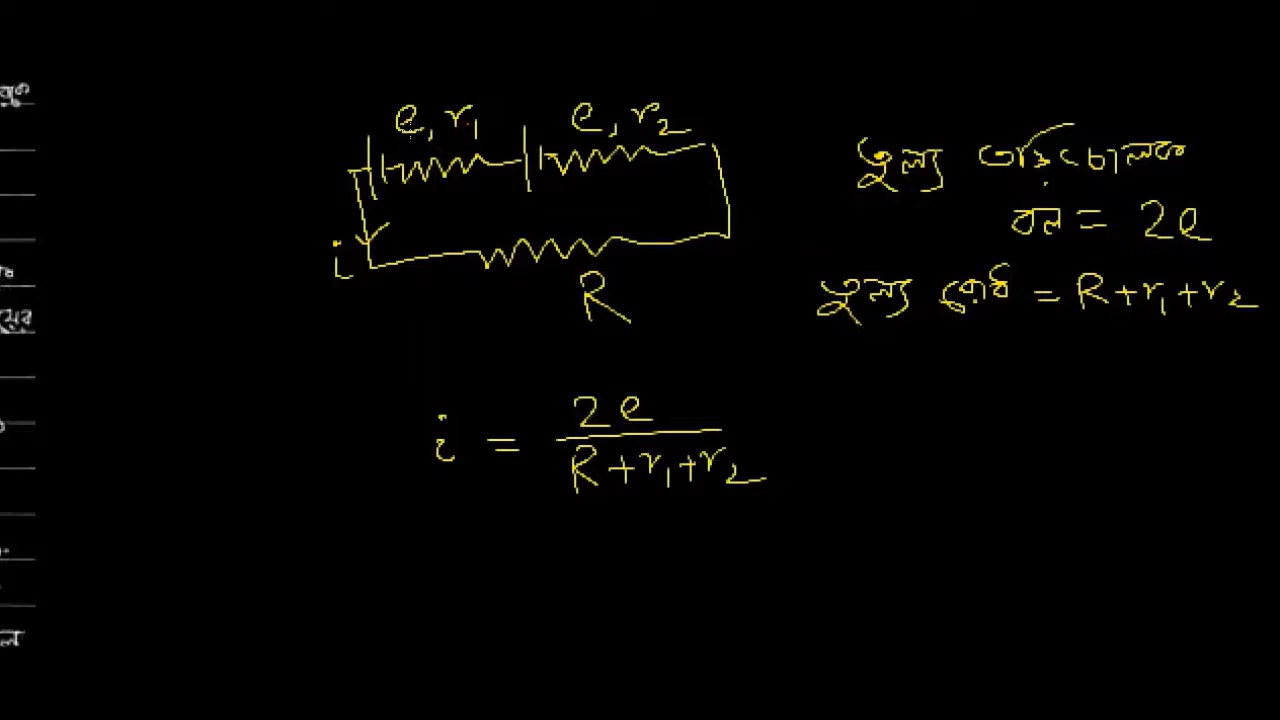 e, r₁ e, r₂
তুল্য তড়িৎচালক
বল = 2e
i
R
তুল্য রোধ = R+r₁+r₂
i = 2e / R+r₁+r₂